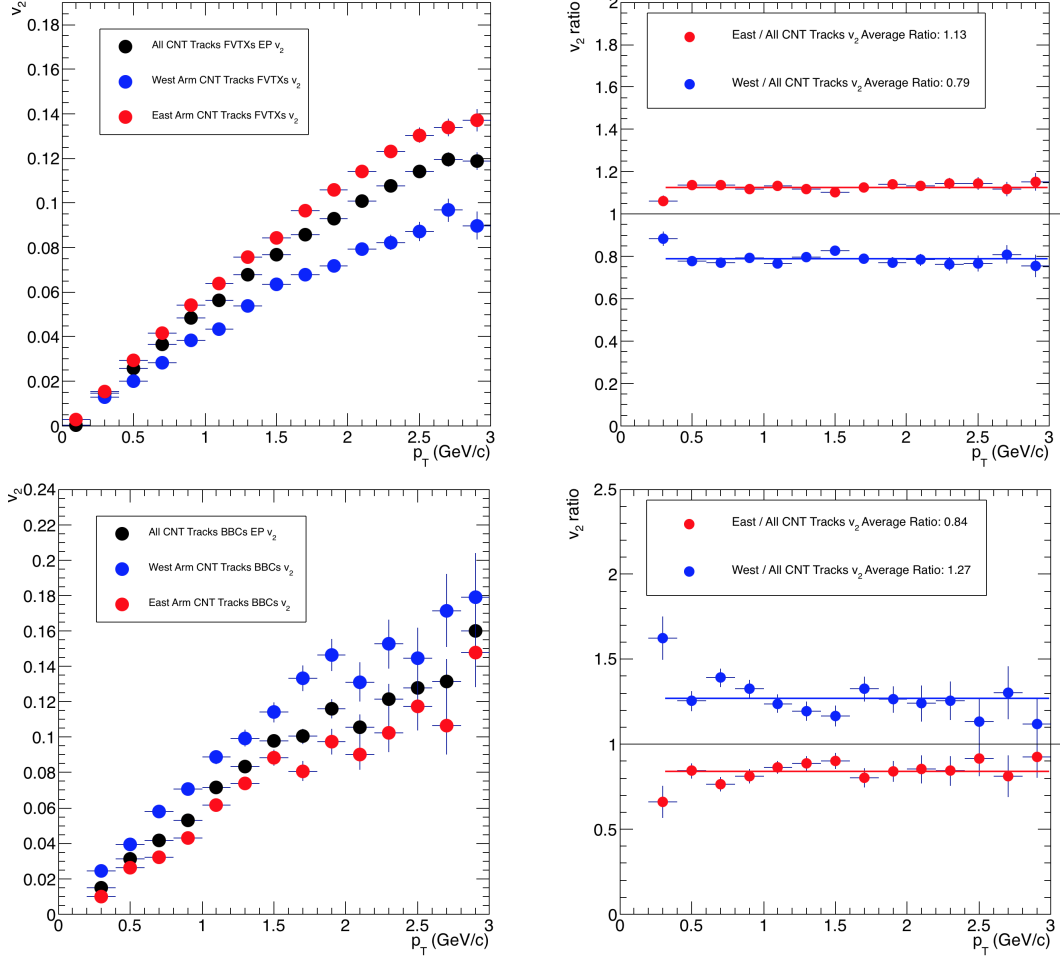 v2
0.18
0.16
0.14
0.12
0.1
0.08
0.06
0.04
0.02
0
All CNT Tracks FVTXs EP v2
West Arm CNT Tracks FVTXs v2
East Arm CNT Tracks FVTXs v2
0 0.5 1 1.5 2 2.5 3
pT (GeV/c)
v2 ratio
2
1.8
1.6
1.4
1.2
1
0.8
0.6
0.4
0.2
0
East / All CNT Tracks v2 Average Ratio: 1.13
West / All CNT Tracks v2 Average Ratio: 0.79
0 0.5 1 1.5 2 2.5 3
pT (GeV/c)
v2
0.24
0.22
0.2
0.18
0.16
0.14
0.12
0.1
0.08
0.06
0.04
0.02
0
All CNT Tracks BBCs EP v2
West Arm CNT Tracks BBCs v2
East Arm CNT Tracks BBCs v2
0 0.5 1 1.5 2 2.5 3
pT (GeV/c)
v2 ratio
2.5
2
1.5
1
0.5
0
East / All CNT Tracks v2 Average Ratio: 0.84
West / All CNT Tracks v2 Average Ratio: 1.27
0 0.5 1 1.5 2 2.5 3
pT (GeV/c)